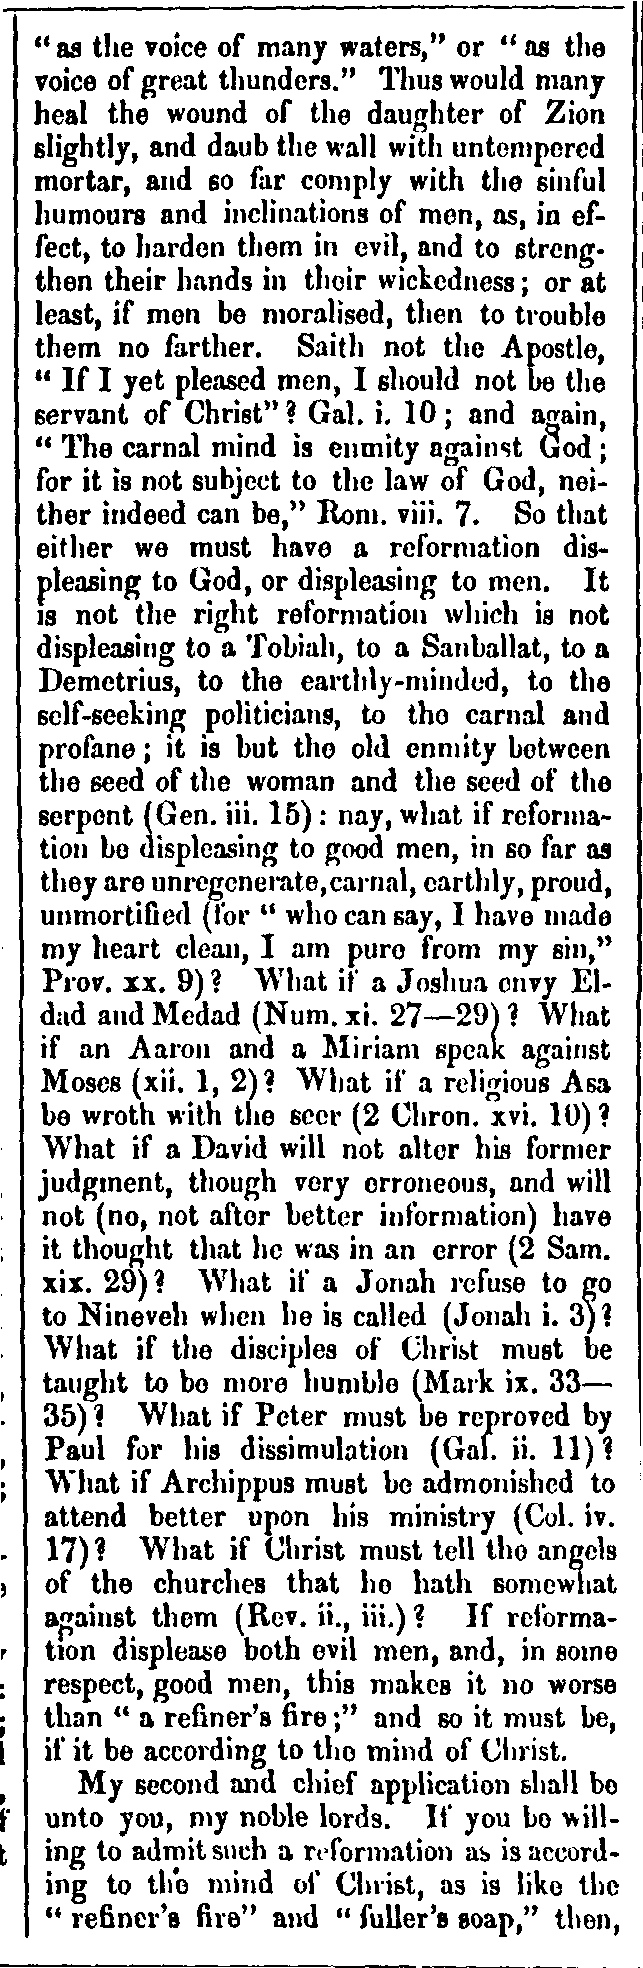 “as the voice of many waters,” or “as the
voice of great thunders.” Thus would many
heal the wound of the daughter of Zion
slightly, and daub the wall with untempered
mortar, and so far comply with the sinful
humours and inclinations of men, as, in ef-
fect, to harden them in evil, and to streng-
then their hands in their wickedness; or at
least, if men be moralised, then to trouble
them no farther. Saith not the Apostle,
“If I yet pleased men, I should not be the
servant of Christ”? Gal. i. 10; and again,
“The carnal mind is enmity against God;
for it is not subject to the law of God, nei-
ther indeed can be,” Rom. viii. 7. So that
either we must have a reformation dis-
pleasing to God, or displeasing to men. It
is not the right reformation which is not
displeasing to a Tobiah, to a Sanballat, to a
Demetrius, to the earthly-minded, to the
self-seeking politicians, to the carnal and
profane; it is but the old enmity between
the seed of the woman and the seed of the
serpent (Gen. iii. 15): nay, what if reforma-
tion be displeasing to good men, in so far as
they are unregenerate, carnal, earthly, proud,
unmortified (for “who can say, I have made
my heart clean, I am pure from my sin,”
Prov. xx. 9)? What if a Joshua envy El-
dad and Medad (Num. xi. 27—29)? What
if an Aaron and a Miriam speak against
Moses (xii. 1, 2)? What if a religious Asa
be wroth with the seer (2 Chron. xvi. 10)?
What if a David will not alter his former
judgment, though very erroneous, and will
not (no, not after better information) have
it thought that he was in an error (2 Sam.
xix. 29)? What if a Jonah refuse to go
to Nineveh when he is called (Jonah i. 3)?
What if the disciples of Christ must be
taught to be more humble (Mark ix. 33—
35)? What if Peter must be reproved by
Paul for his dissimulation (Gal. ii. 11)?
What if Archippus must be admonished to
attend better upon his ministry (Col. iv.
17)? What if Christ must tell the angels
of the churches that he hath somewhat
against them (Rev. ii., iii.)? If reforma-
tion displease both evil men, and, in some
respect, good men, this makes it no worse
than “a refiner’s fire;” and so it must be,
if it be according to the mind of Christ.
My second and chief application shall be
unto you, my noble lords. If you be will-
ing to admit such a reformation as is accord-
ing to the mind of Christ, as is like the
“refiner’s fire” and “fuller’s soap,” then,